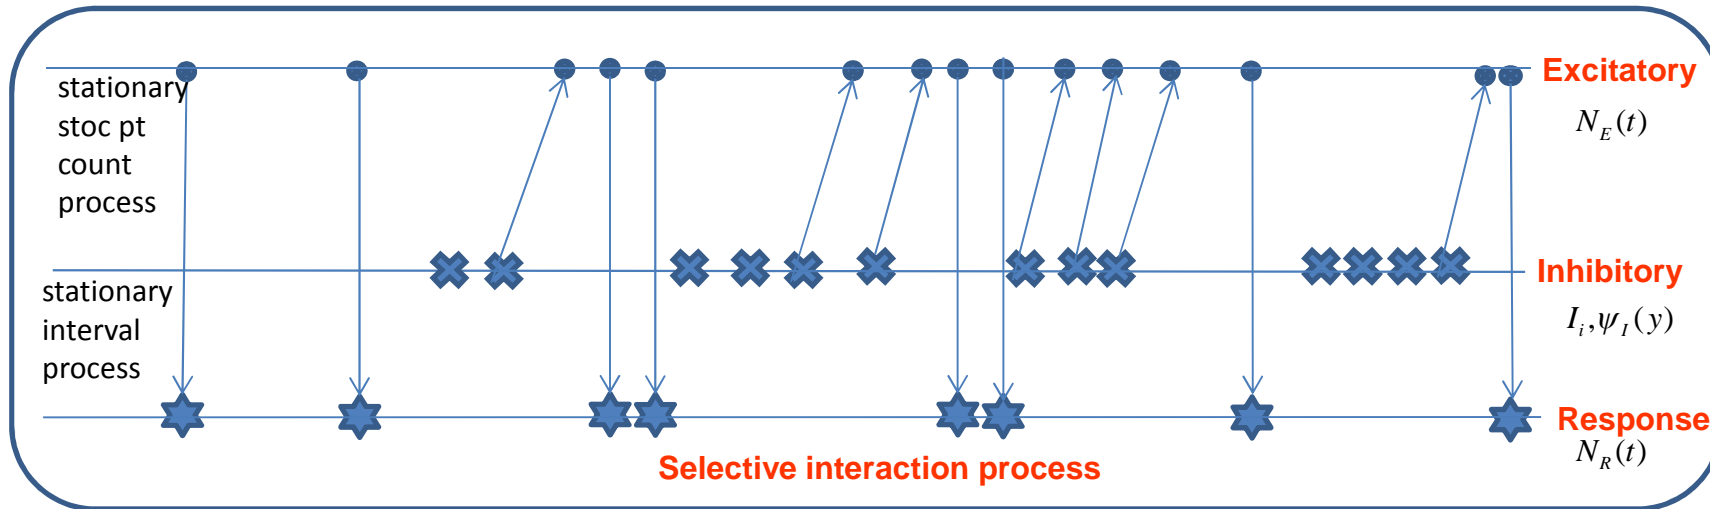 stationary
stoc pt
count
process
Excitatory
N_E(t)
stationary
interval
process
Inhibitory
I_i,ψ_I(y)
Response
N_R(t)
Selective interaction process